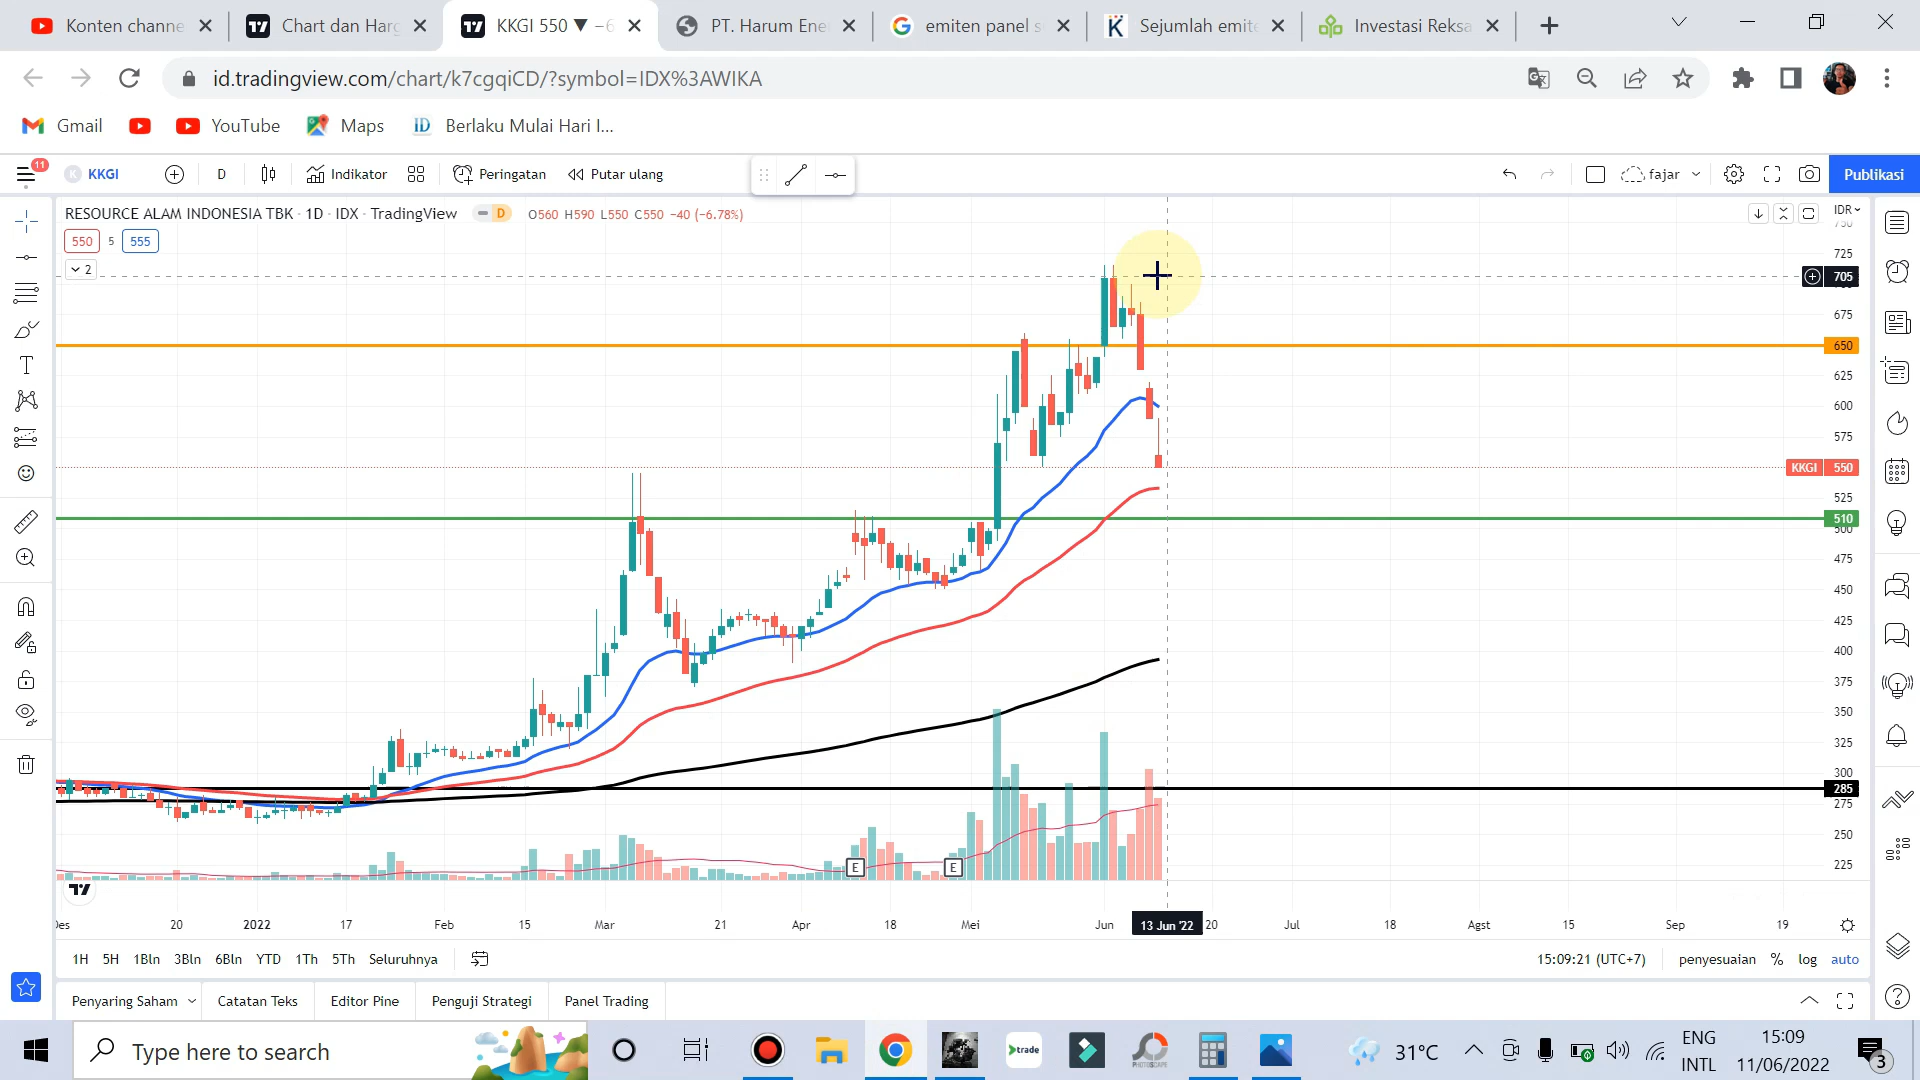 Konten channe
Chart dan Harg
KKGI 550 ▼ −6
PT. Harum Ene
emiten panel s
Sejumlah emite
Investasi Reksa
id.tradingview.com/chart/k7cgqiCD/?symbol=IDX%3AWIKA
Gmail
YouTube
Maps
Berlaku Mulai Hari I...
11
KKGI
D
Indikator
Peringatan
Putar ulang
fajar
Publikasi
RESOURCE ALAM INDONESIA TBK · 1D · IDX · TradingView
D
O560 H590 L550 C550 −40 (−6.78%)
IDR
550 5 555
2
750
725
705
675
650
625
600
575
KKGI 550
525
510
500
475
450
425
400
375
350
325
300
285
275
250
225
E
E
Des 20 2022 17 Feb 15 Mar 21 Apr 18 Mei Jun 13 Jun '22 20 Jul 18 Agst 15 Sep 19
1H 5H 1Bln 3Bln 6Bln YTD 1Th 5Th Seluruhnya
15:09:21 (UTC+7)
penyesuaian % log auto
Penyaring Saham
Catatan Teks
Editor Pine
Penguji Strategi
Panel Trading
Type here to search
trade
PHOTOSCAPE
31°C
ENG
INTL
15:09
11/06/2022
3